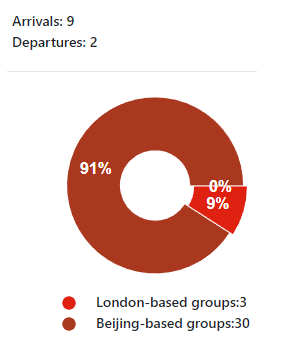 Arrivals: 9
Departures: 2
91%
0%
9%
London-based groups:3
Beijing-based groups:30